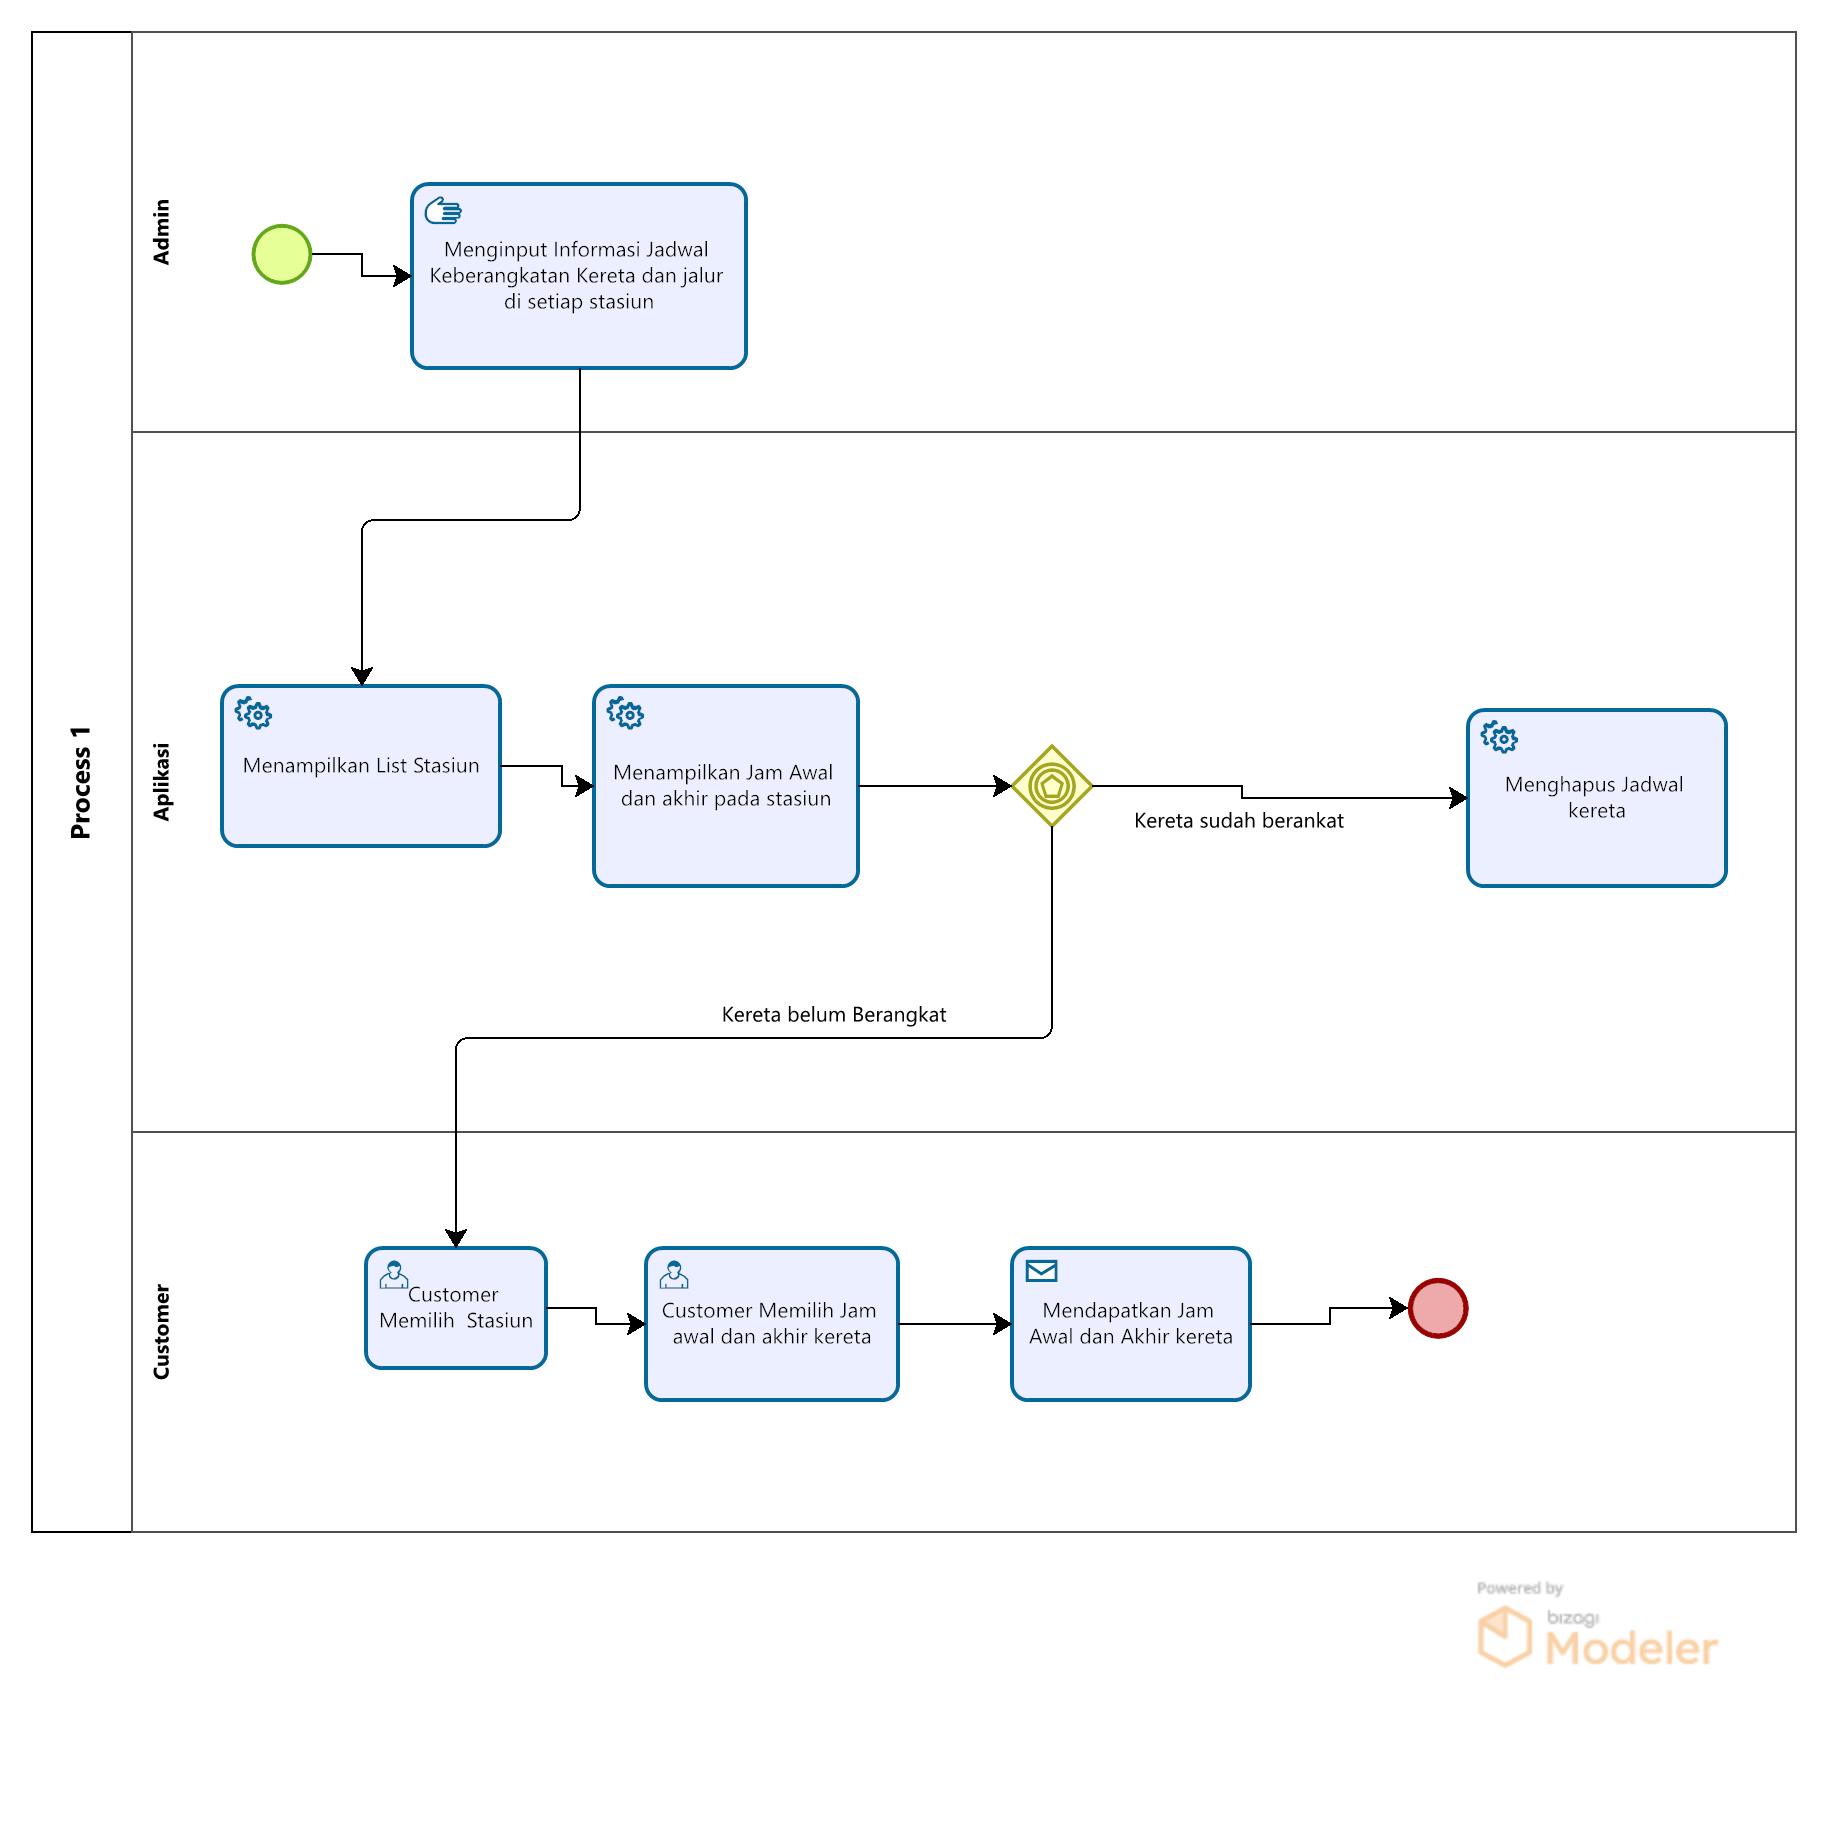 Process 1
Admin
Menginput Informasi Jadwal
Keberangkatan Kereta dan jalur
di setiap stasiun
Aplikasi
Menampilkan List Stasiun
Menampilkan Jam Awal
dan akhir pada stasiun
Kereta sudah berankat
Menghapus Jadwal
kereta
Kereta belum Berangkat
Customer
Customer
Memilih  Stasiun
Customer Memilih Jam
awal dan akhir kereta
Mendapatkan Jam
Awal dan Akhir kereta
Powered by
bizagi
Modeler